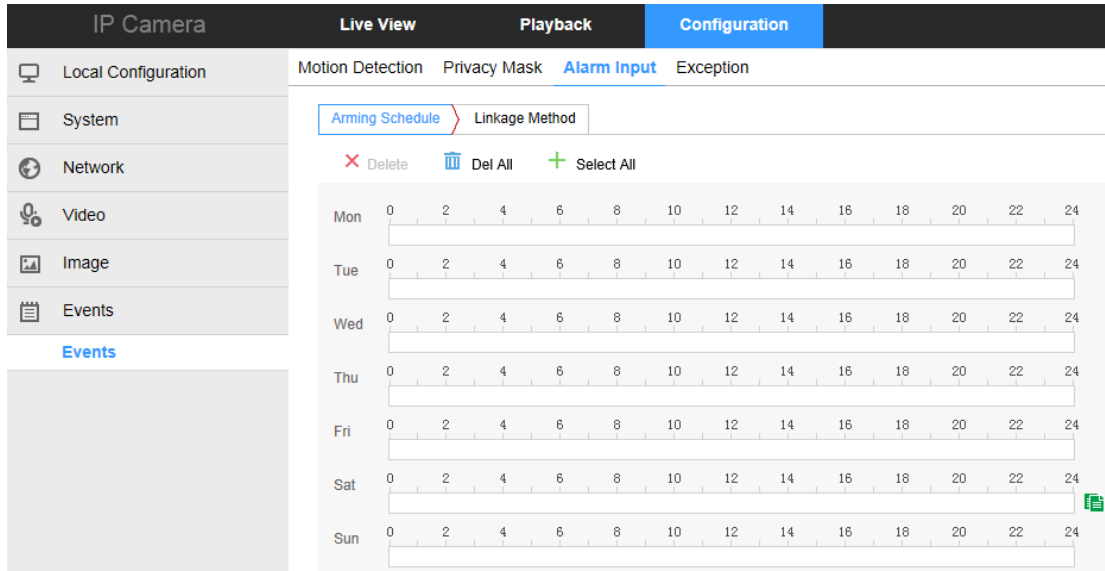 IP Camera Live View Playback Configuration
Local Configuration
System
Network
Video
Image
Events
Events
Motion Detection Privacy Mask Alarm Input Exception
Arming Schedule Linkage Method
Delete Del All Select All
Mon 0 2 4 6 8 10 12 14 16 18 20 22 24
Tue 0 2 4 6 8 10 12 14 16 18 20 22 24
Wed 0 2 4 6 8 10 12 14 16 18 20 22 24
Thu 0 2 4 6 8 10 12 14 16 18 20 22 24
Fri 0 2 4 6 8 10 12 14 16 18 20 22 24
Sat 0 2 4 6 8 10 12 14 16 18 20 22 24
Sun 0 2 4 6 8 10 12 14 16 18 20 22 24